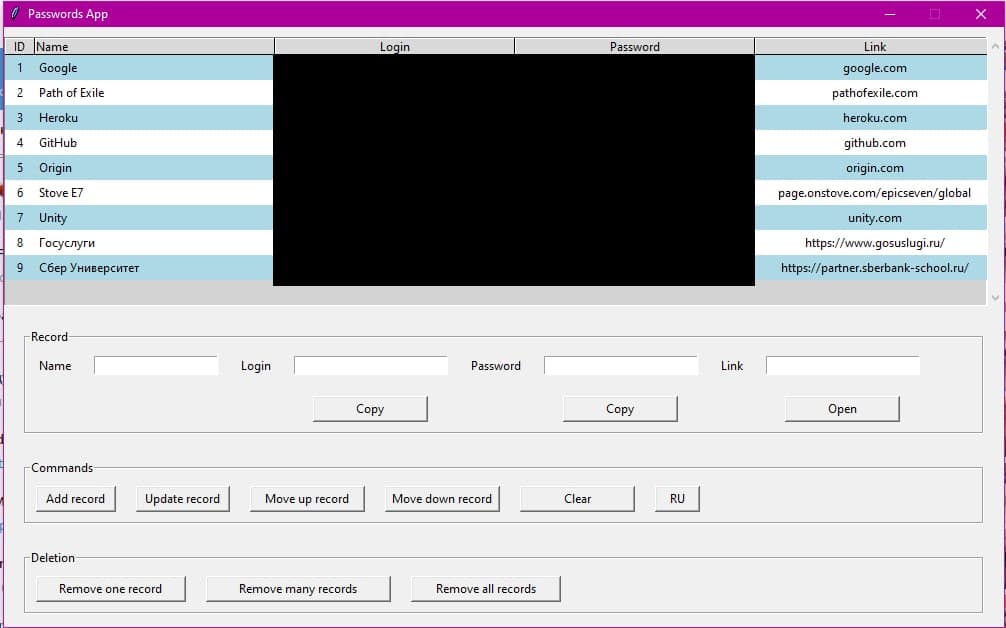 Passwords App
ID Name Login Password Link
1 Google google.com
2 Path of Exile pathofexile.com
3 Heroku heroku.com
4 GitHub github.com
5 Origin origin.com
6 Stove E7 page.onstove.com/epicseven/global
7 Unity unity.com
8 Госуслуги https://www.gosuslugi.ru/
9 Сбер Университет https://partner.sberbank-school.ru/
Record
Name Login Password Link
Copy Copy Open
Commands
Add record Update record Move up record Move down record Clear RU
Deletion
Remove one record Remove many records Remove all records